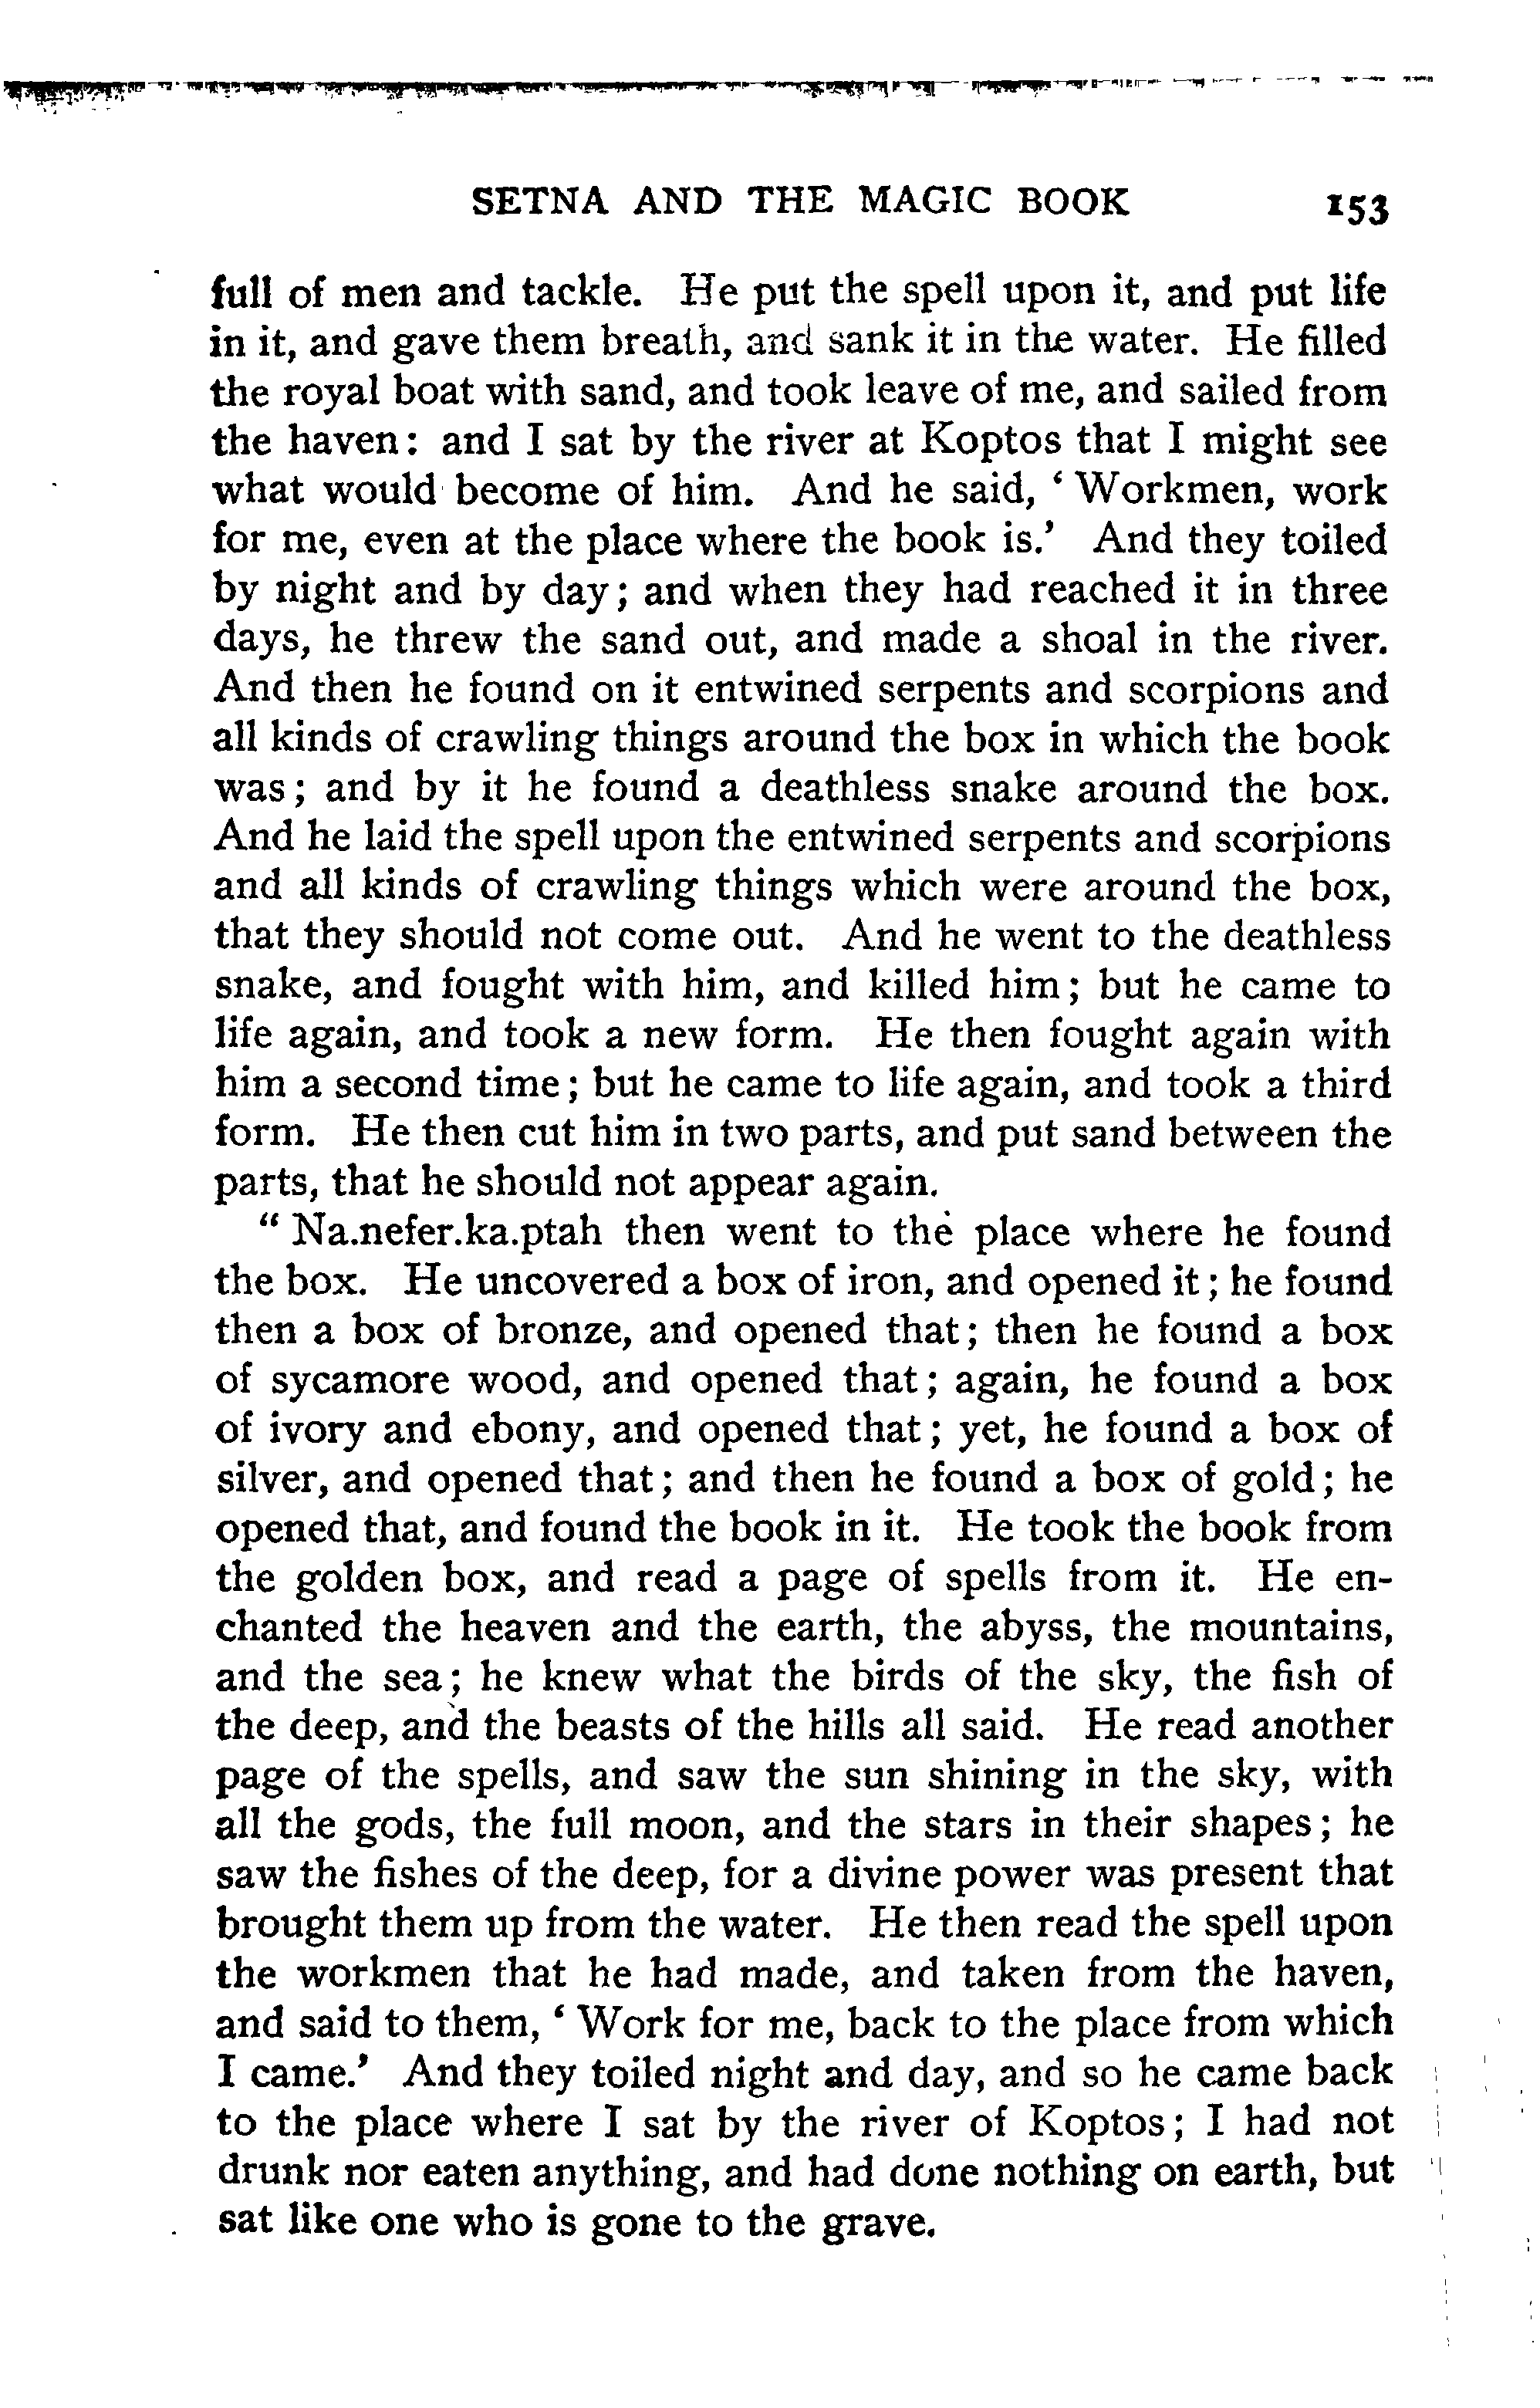 SETNA AND THE MAGIC BOOK 153
full of men and tackle. He put the spell upon it, and put life
in it, and gave them breath, and sank it in the water. He filled
the royal boat with sand, and took leave of me, and sailed from
the haven: and I sat by the river at Koptos that I might see
what would become of him. And he said, ‘ Workmen, work
for me, even at the place where the book is.’ And they toiled
by night and by day; and when they had reached it in three
days, he threw the sand out, and made a shoal in the river.
And then he found on it entwined serpents and scorpions and
all kinds of crawling things around the box in which the book
was; and by it he found a deathless snake around the box.
And he laid the spell upon the entwined serpents and scorpions
and all kinds of crawling things which were around the box,
that they should not come out. And he went to the deathless
snake, and fought with him, and killed him; but he came to
life again, and took a new form. He then fought again with
him a second time; but he came to life again, and took a third
form. He then cut him in two parts, and put sand between the
parts, that he should not appear again.
“ Na.nefer.ka.ptah then went to the place where he found
the box. He uncovered a box of iron, and opened it; he found
then a box of bronze, and opened that; then he found a box
of sycamore wood, and opened that; again, he found a box
of ivory and ebony, and opened that; yet, he found a box of
silver, and opened that; and then he found a box of gold; he
opened that, and found the book in it. He took the book from
the golden box, and read a page of spells from it. He en-
chanted the heaven and the earth, the abyss, the mountains,
and the sea; he knew what the birds of the sky, the fish of
the deep, and the beasts of the hills all said. He read another
page of the spells, and saw the sun shining in the sky, with
all the gods, the full moon, and the stars in their shapes; he
saw the fishes of the deep, for a divine power was present that
brought them up from the water. He then read the spell upon
the workmen that he had made, and taken from the haven,
and said to them, ‘ Work for me, back to the place from which
I came.’ And they toiled night and day, and so he came back
to the place where I sat by the river of Koptos; I had not
drunk nor eaten anything, and had done nothing on earth, but
sat like one who is gone to the grave.